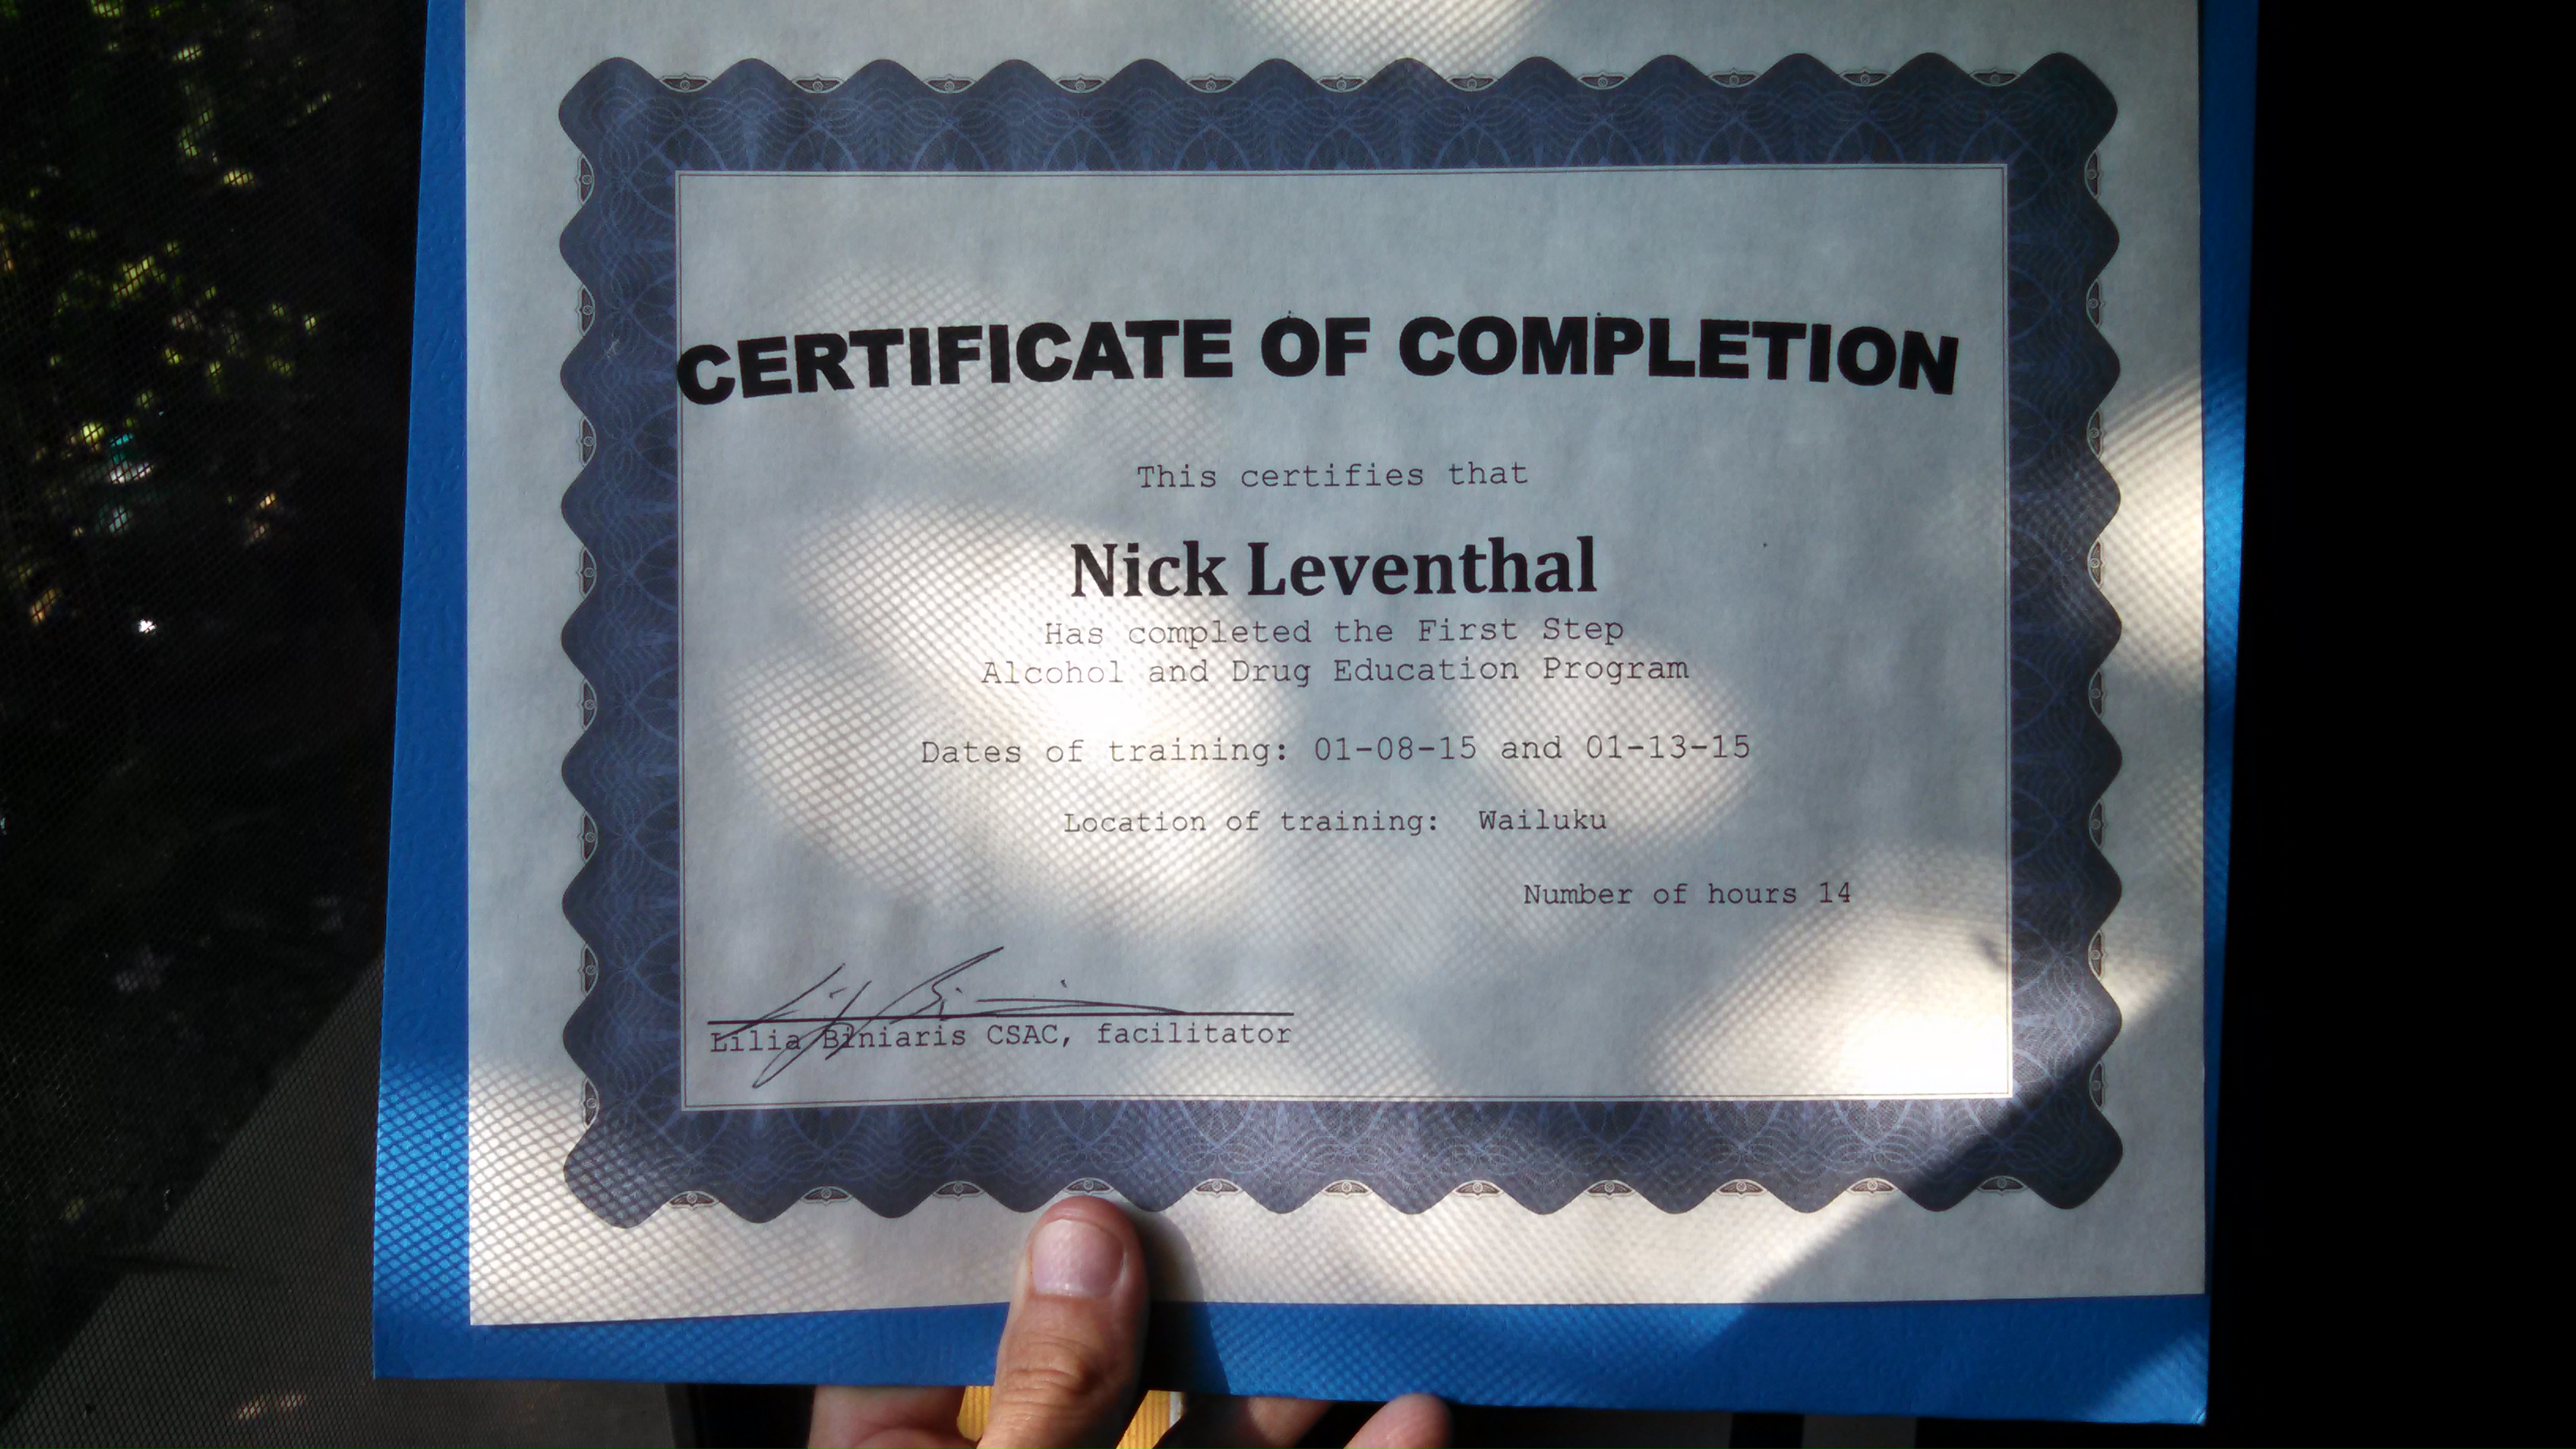 CERTIFICATE OF COMPLETION
This certifies that
Nick Leventhal
Has completed the First Step
Alcohol and Drug Education Program
Dates of training: 01-08-15 and 01-13-15
Location of training: Wailuku
Number of hours 14
Lilia Biniaris CSAC, facilitator